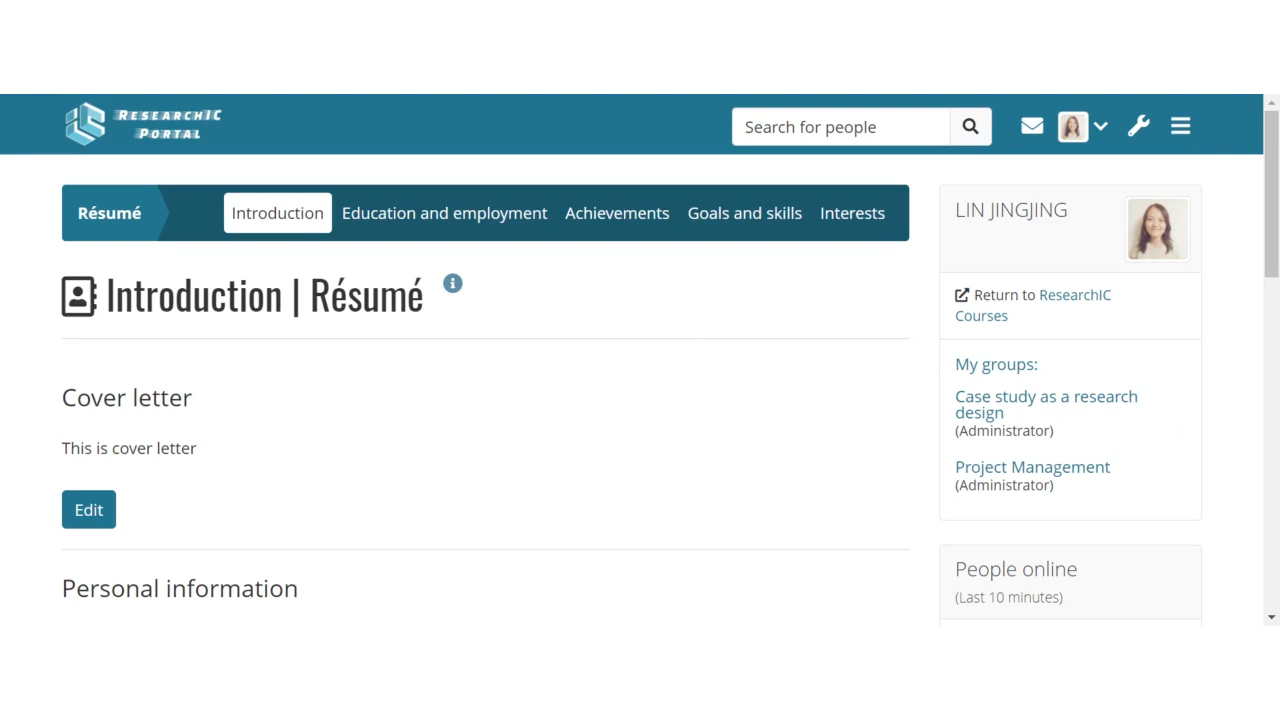 RESEARCHIC
PORTAL
Search for people
Résumé
Introduction
Education and employment
Achievements
Goals and skills
Interests
Introduction | Résumé
Cover letter
This is cover letter
Edit
Personal information
LIN JINGJING
Return to ResearchIC
Courses
My groups:
Case study as a research
design
(Administrator)
Project Management
(Administrator)
People online
(Last 10 minutes)